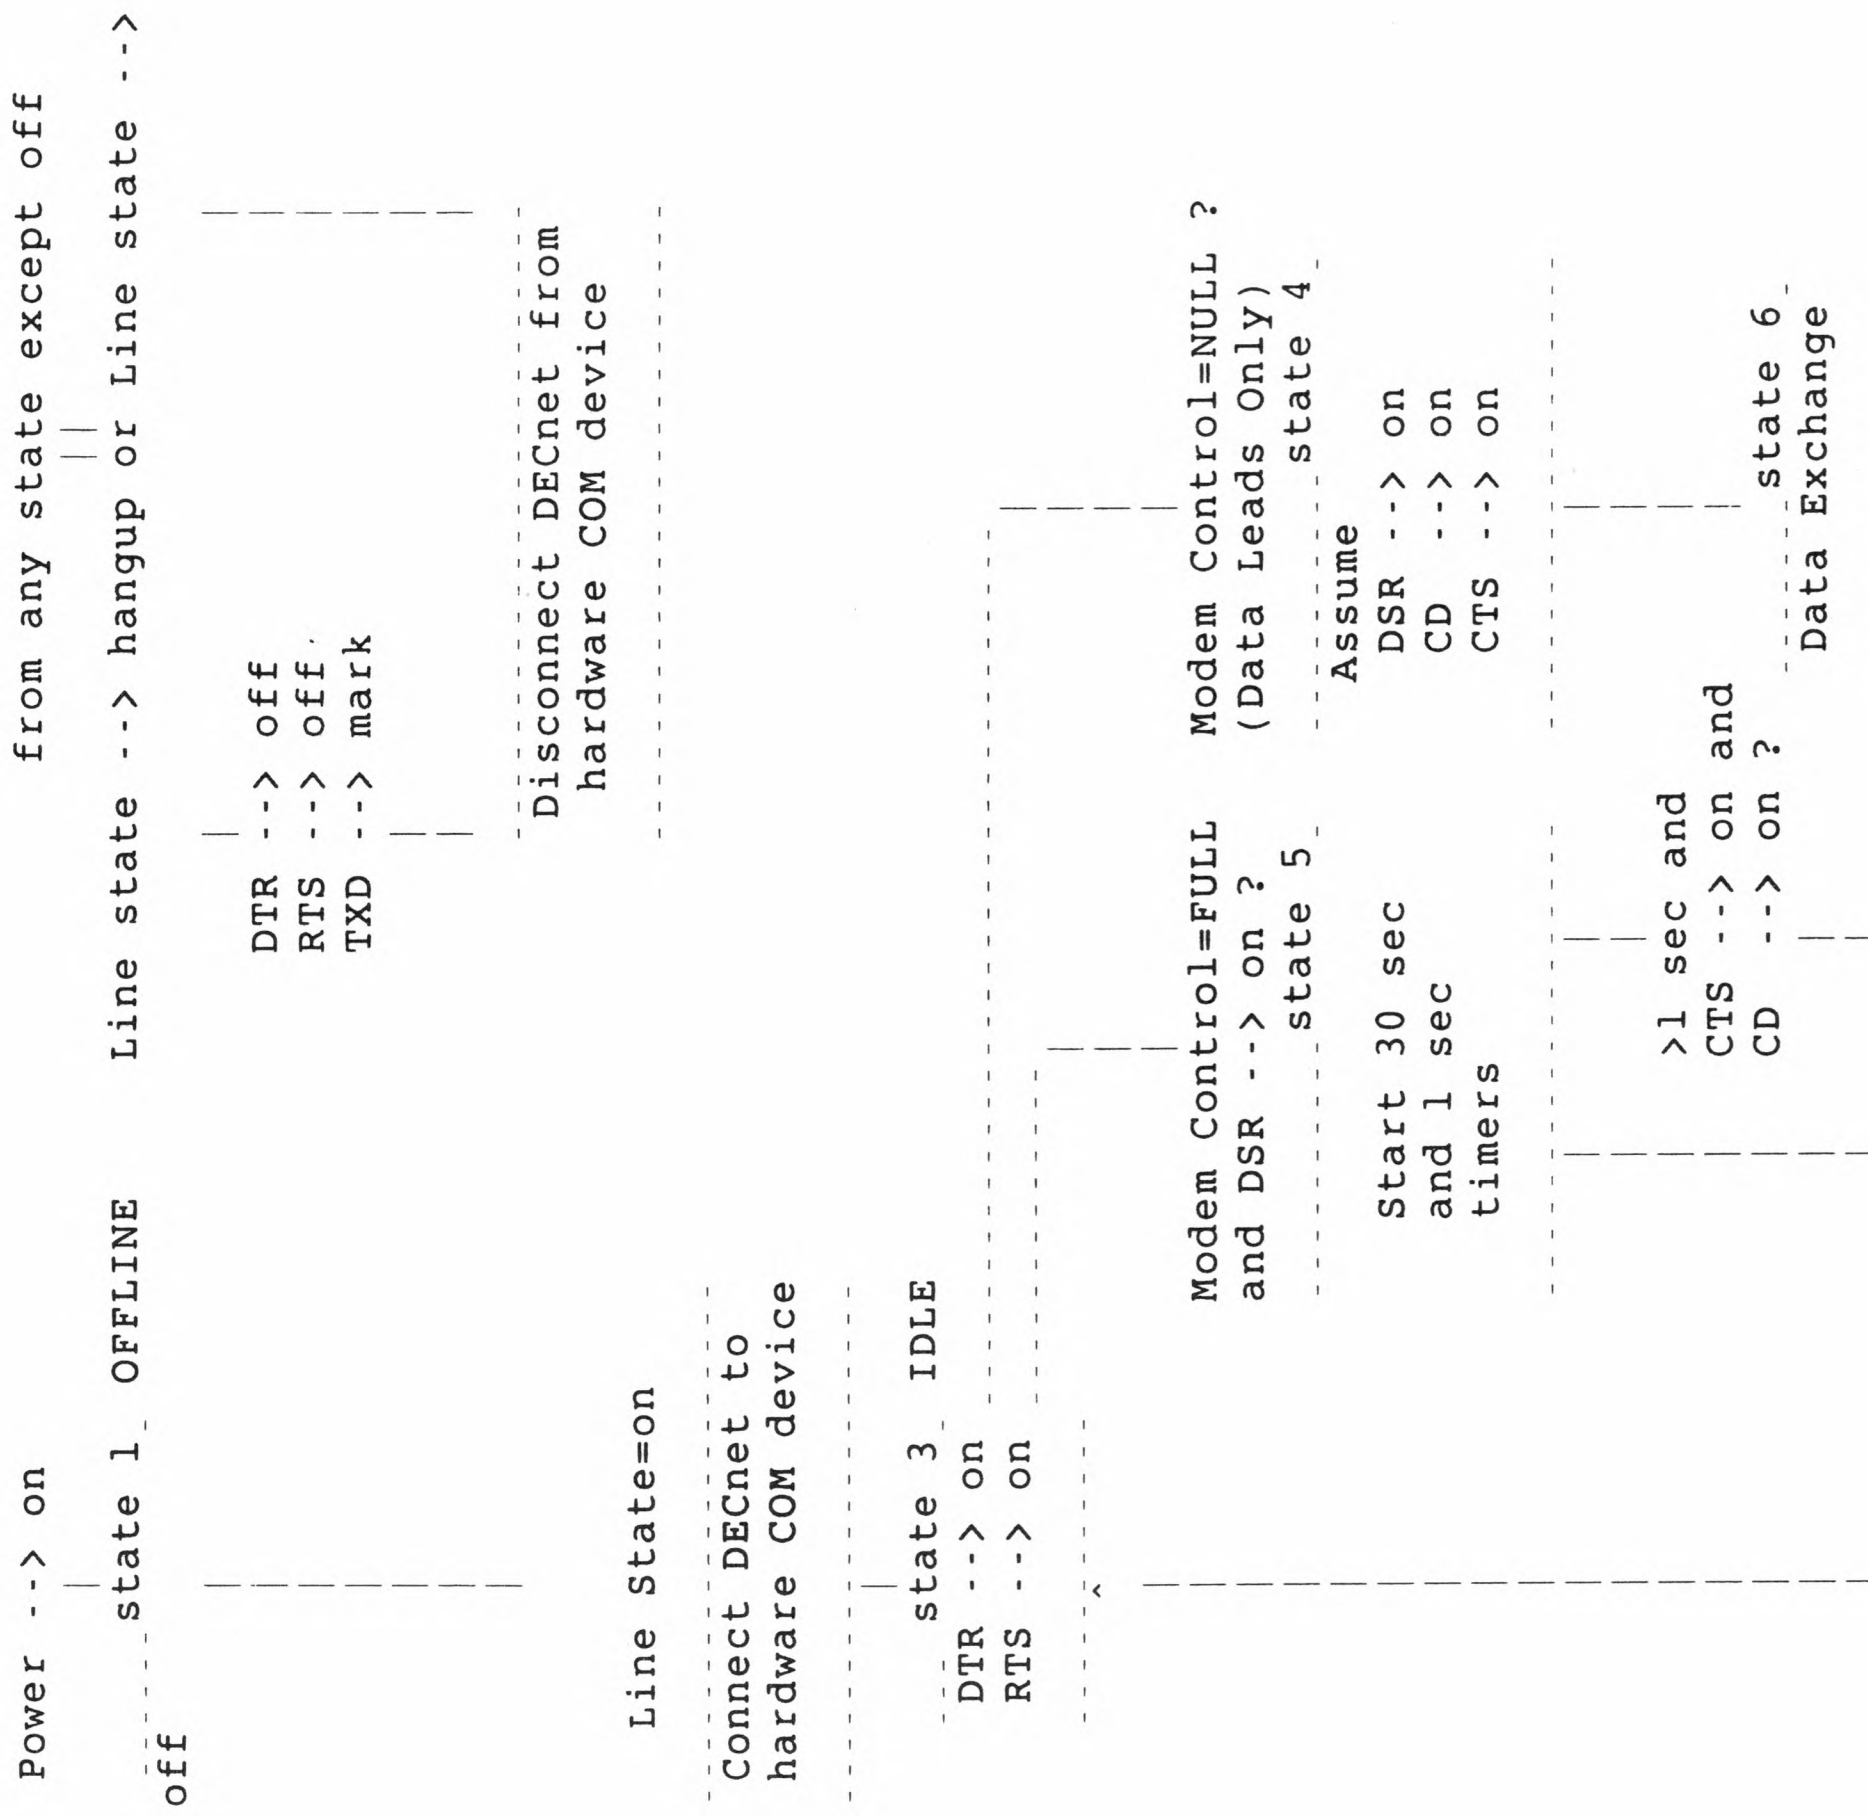 Power --> on from any state except off
state 1 OFFLINE Line state --> hangup or Line state -->
off
DTR --> off
RTS --> off
TXD --> mark
Disconnect DECnet from
hardware COM device
Line State=on
Connect DECnet to
hardware COM device
state 3 IDLE
DTR --> on
RTS --> on
^
Modem Control=FULL Modem Control=NULL ?
and DSR --> on ? (Data Leads Only)
state 5 state 4
Assume
Start 30 sec DSR --> on
and 1 sec CD --> on
timers CTS --> on
>1 sec and
CTS --> on and
CD --> on ? state 6
Data Exchange